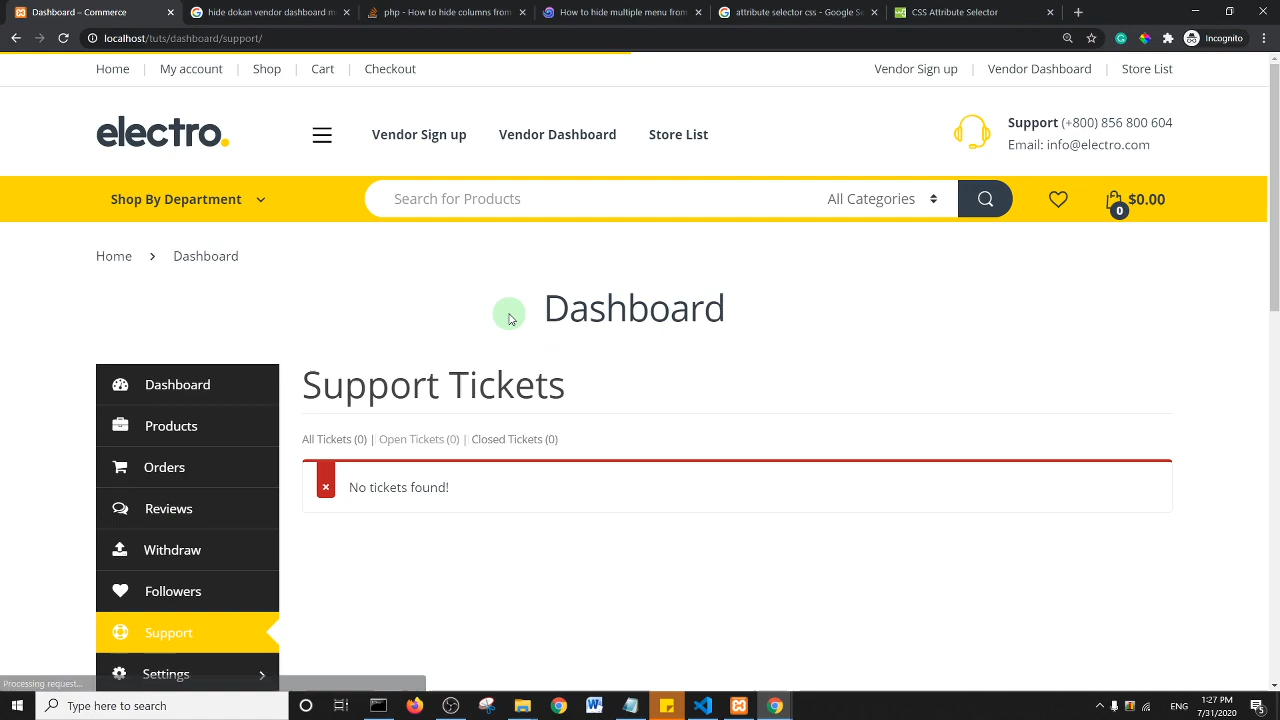 Dashboard
hide dokan vendor dashboard m
php - How to hide columns from
How to hide multiple menu from
attribute selector css - Google S
CSS Attribute Selector
localhost/tuts/dashboard/support/
Incognito
Home | My account | Shop | Cart | Checkout
Vendor Sign up | Vendor Dashboard | Store List
electro.
Vendor Sign up
Vendor Dashboard
Store List
Support (+800) 856 800 604
Email: info@electro.com
Shop By Department
Search for Products
All Categories
0
$0.00
Home
Dashboard
Dashboard
Dashboard
Products
Orders
Reviews
Withdraw
Followers
Support
Settings
Support Tickets
All Tickets (0) | Open Tickets (0) | Closed Tickets (0)
No tickets found!
Processing request...
Type here to search
1:27 PM
7/31/2020